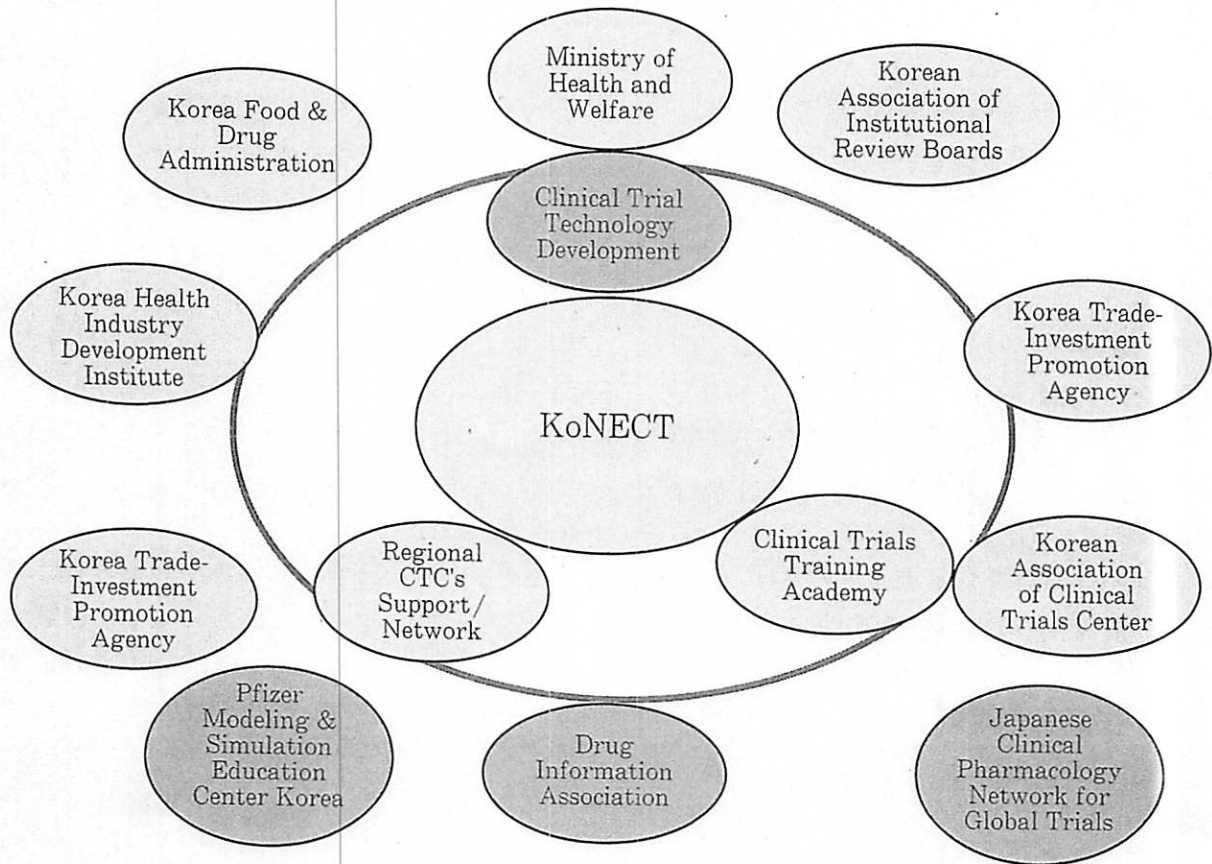 Ministry of
Health and
Welfare
Korean
Association of
Institutional
Review Boards
Korea Food &
Drug
Administration
Clinical Trial
Technology
Development
Korea Health
Industry
Development
Institute
Korea Trade-
Investment
Promotion
Agency
KoNECT
Korea Trade-
Investment
Promotion
Agency
Regional
CTC's
Support/
Network
Clinical Trials
Training
Academy
Korean
Association
of Clinical
Trials Center
Pfizer
Modeling &
Simulation
Education
Center Korea
Drug
Information
Association
Japanese
Clinical
Pharmacology
Network for
Global Trials